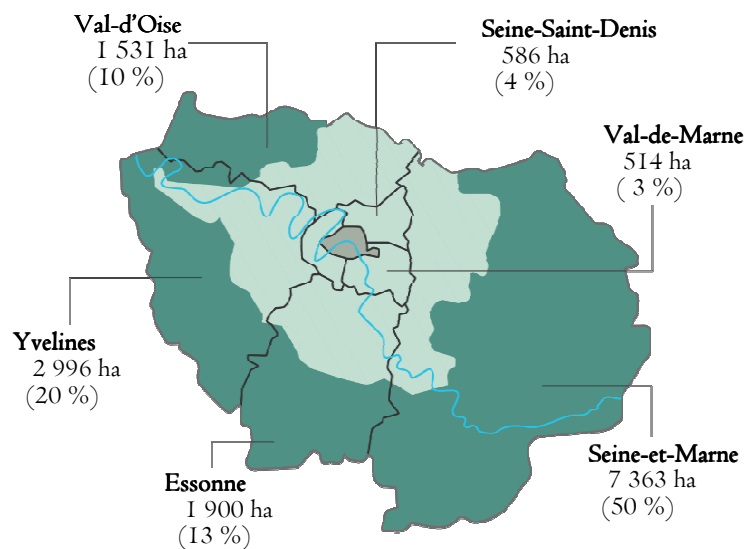 Val-d'Oise
1 531 ha
(10 %)
Seine-Saint-Denis
586 ha
(4 %)
Val-de-Marne
514 ha
( 3 %)
Yvelines
2 996 ha
(20 %)
Essonne
1 900 ha
(13 %)
Seine-et-Marne
7 363 ha
(50 %)